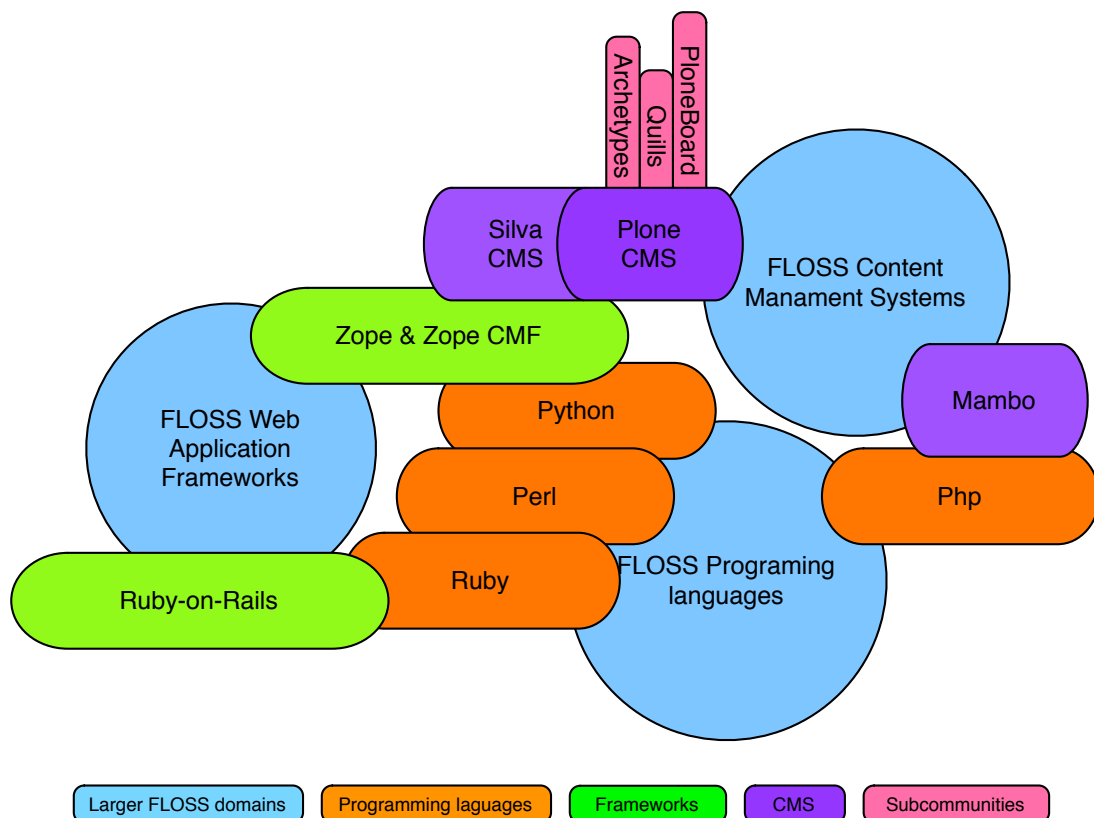 Archetypes
Quills
PloneBoard
Silva
CMS
Plone
CMS
FLOSS Content
Manament Systems
Zope & Zope CMF
Mambo
Python
FLOSS Web
Application
Frameworks
Perl
Php
FLOSS Programing
languages
Ruby
Ruby-on-Rails
Larger FLOSS domains
Programming laguages
Frameworks
CMS
Subcommunities